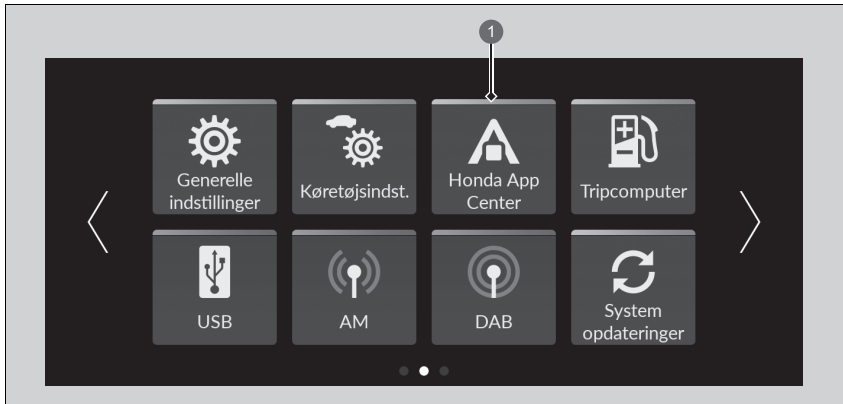 1
Generelle
indstillinger
Køretøjsindst.
Honda App
Center
Tripcomputer
USB
AM
DAB
System
opdateringer